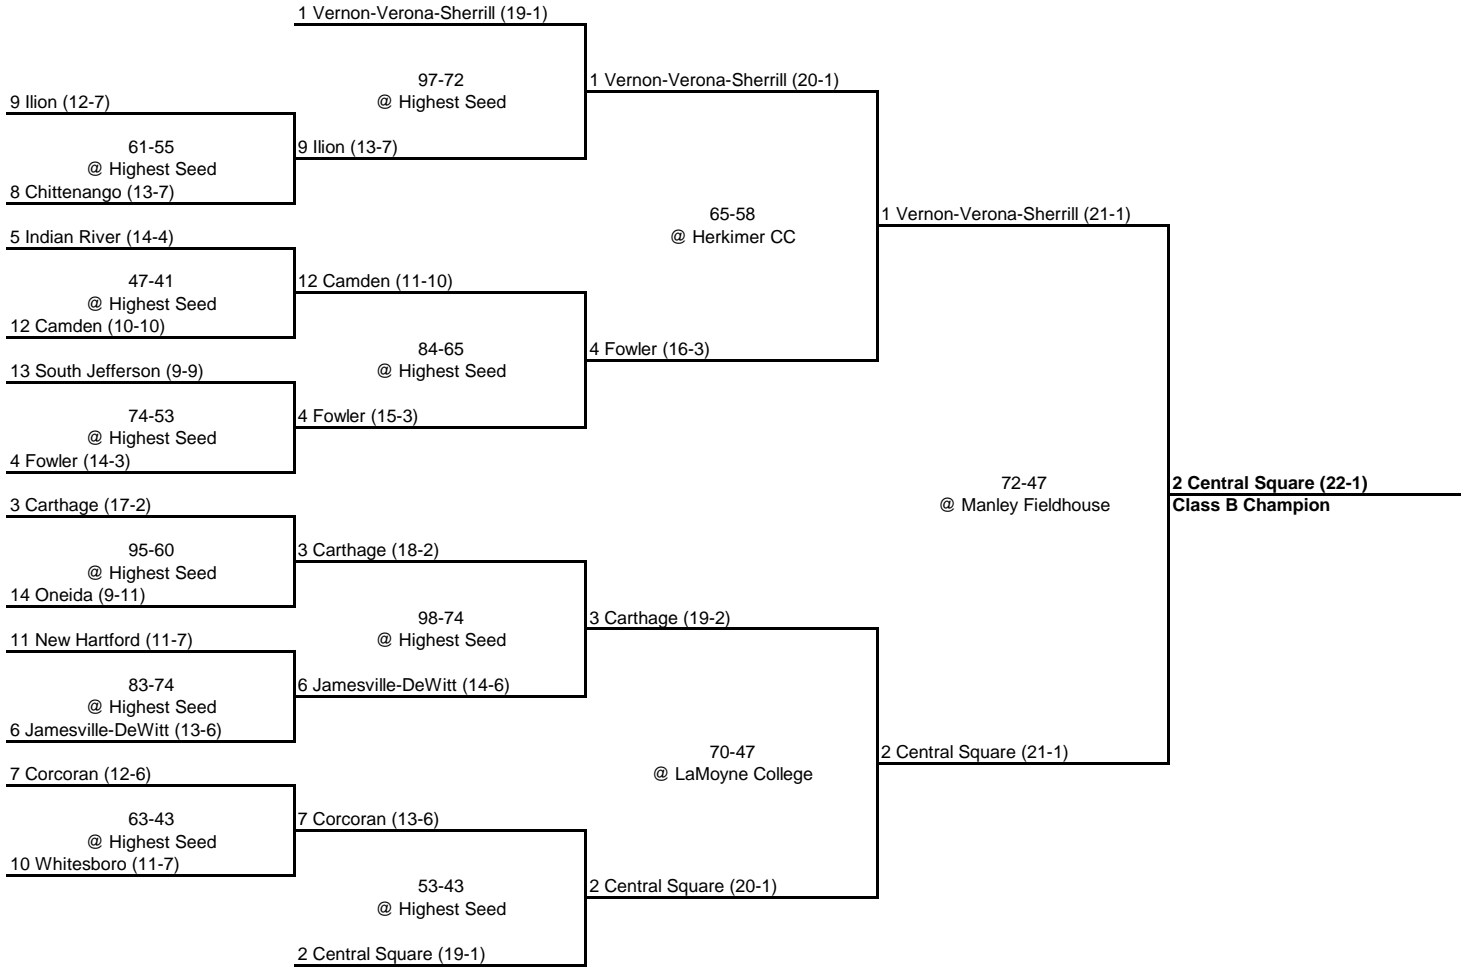 1 Vernon-Verona-Sherrill (19-1)
97-72
@ Highest Seed
1 Vernon-Verona-Sherrill (20-1)
9 Ilion (12-7)
61-55
@ Highest Seed
9 Ilion (13-7)
8 Chittenango (13-7)
65-58
@ Herkimer CC
1 Vernon-Verona-Sherrill (21-1)
5 Indian River (14-4)
47-41
@ Highest Seed
12 Camden (11-10)
12 Camden (10-10)
84-65
@ Highest Seed
4 Fowler (16-3)
13 South Jefferson (9-9)
74-53
@ Highest Seed
4 Fowler (15-3)
4 Fowler (14-3)
72-47
@ Manley Fieldhouse
2 Central Square (22-1)
Class B Champion
3 Carthage (17-2)
95-60
@ Highest Seed
3 Carthage (18-2)
14 Oneida (9-11)
98-74
@ Highest Seed
3 Carthage (19-2)
11 New Hartford (11-7)
83-74
@ Highest Seed
6 Jamesville-DeWitt (14-6)
6 Jamesville-DeWitt (13-6)
70-47
@ LaMoyne College
2 Central Square (21-1)
7 Corcoran (12-6)
63-43
@ Highest Seed
7 Corcoran (13-6)
10 Whitesboro (11-7)
53-43
@ Highest Seed
2 Central Square (20-1)
2 Central Square (19-1)